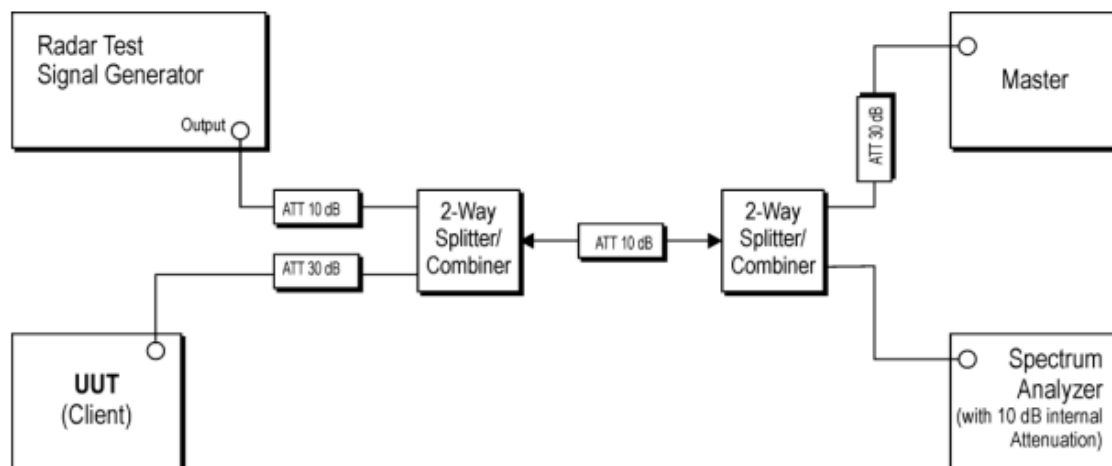 Radar Test
Signal Generator
Output
ATT 10 dB
ATT 30 dB
2-Way
Splitter/
Combiner
ATT 10 dB
2-Way
Splitter/
Combiner
ATT 30 dB
Master
UUT
(Client)
Spectrum
Analyzer
(with 10 dB internal
Attenuation)